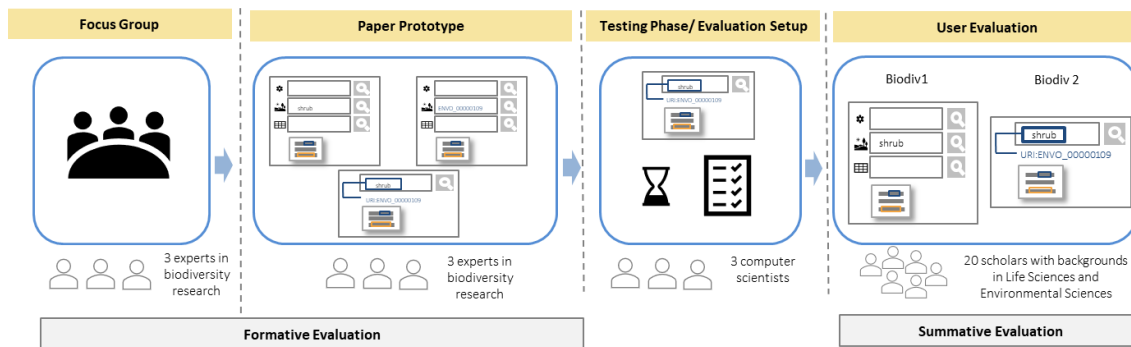 Focus Group
Paper Prototype
Testing Phase/ Evaluation Setup
User Evaluation
shrub
ENVO_00000109
shrub
URI:ENVO_00000109
shrub
URI:ENVO_00000109
Biodiv1
Biodiv 2
shrub
shrub
URI:ENVO_00000109
3 experts in
biodiversity
research
3 experts in
biodiversity
research
3 computer
scientists
20 scholars with backgrounds
in Life Sciences and
Environmental Sciences
Formative Evaluation
Summative Evaluation